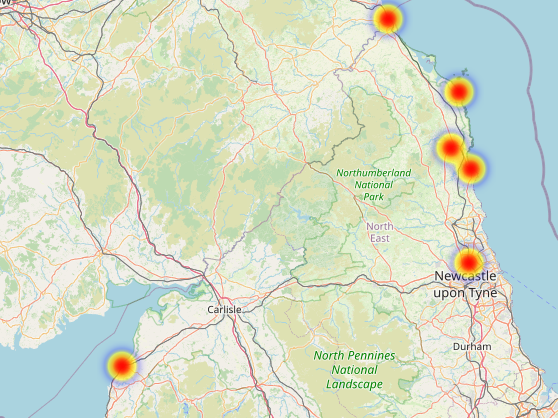 Northumberland
National
Park
North
East
Newcastle
upon Tyne
Carlisle
Durham
North Pennines
National
Landscape